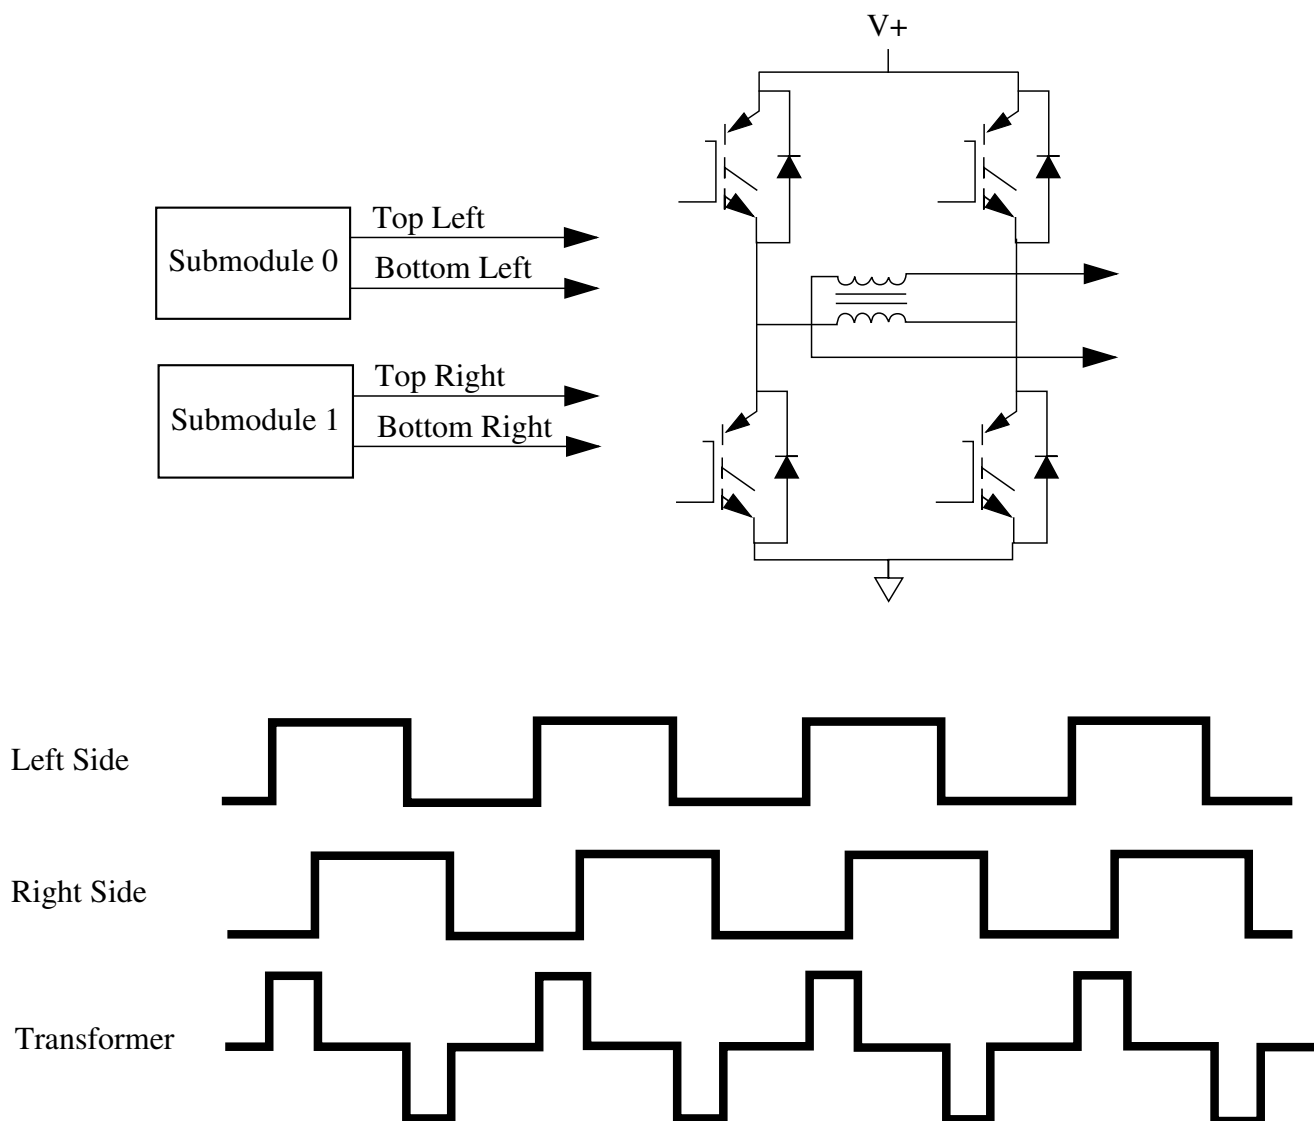 V+
Top Left
Submodule 0
Bottom Left
Top Right
Submodule 1
Bottom Right
Left Side
Right Side
Transformer